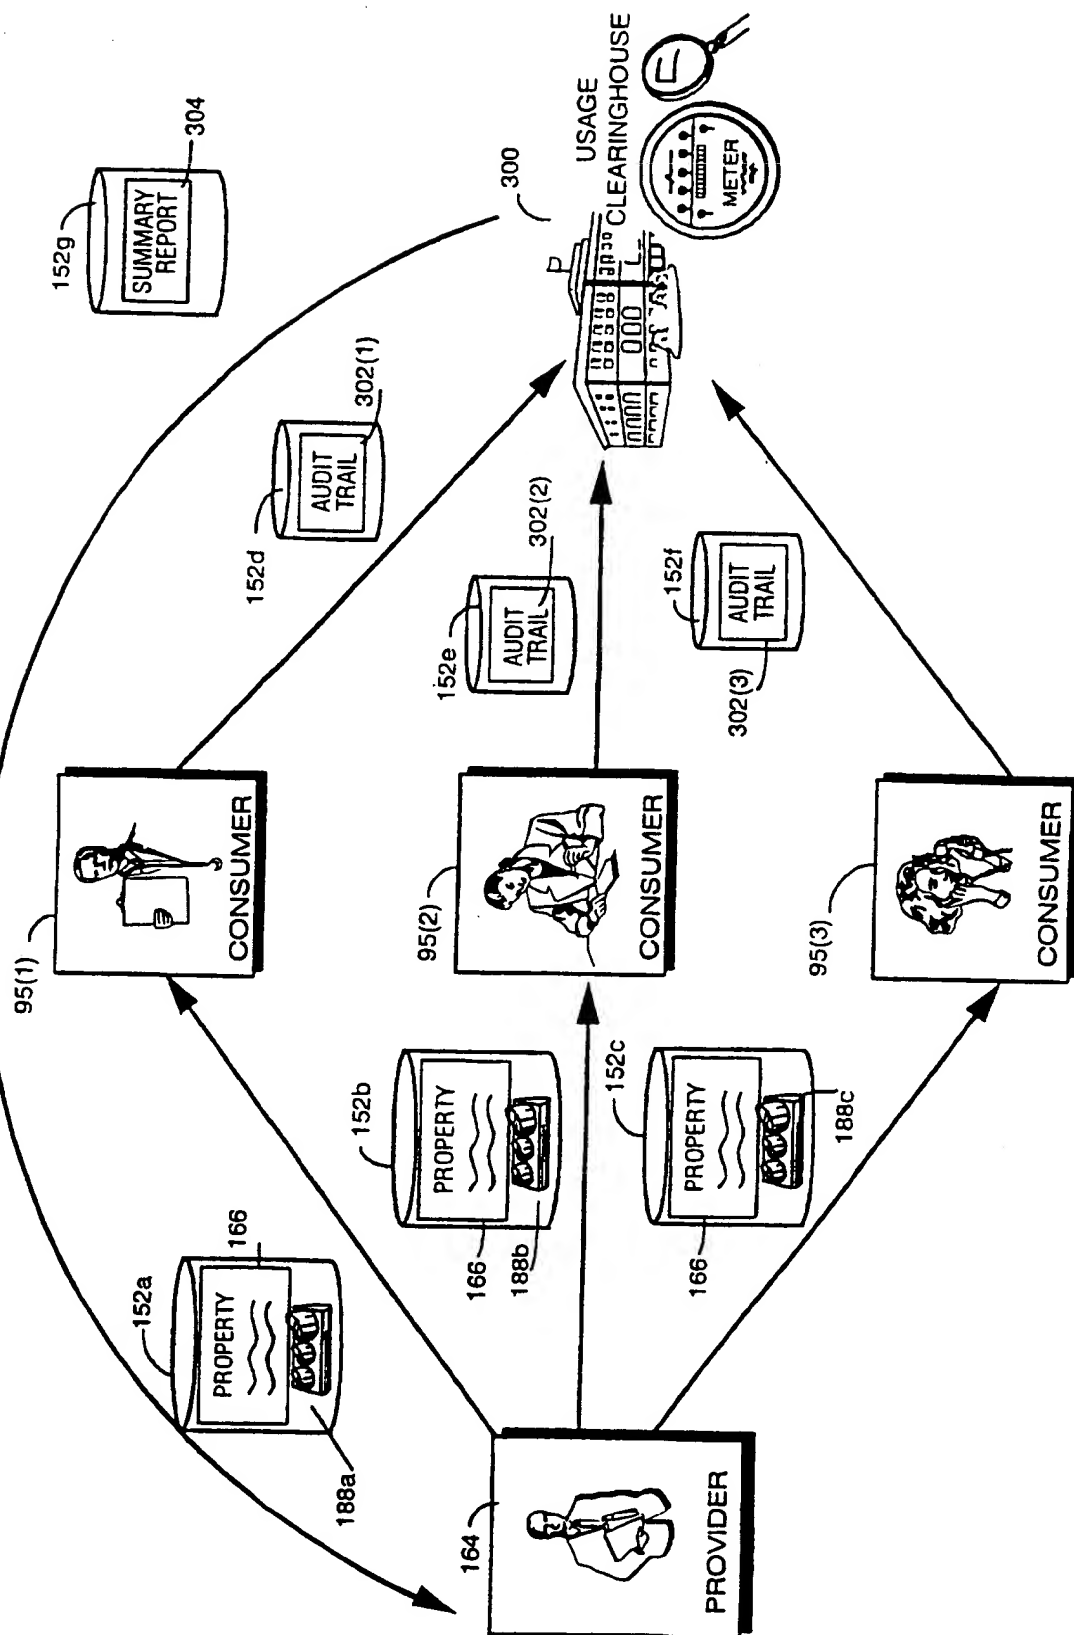 152g
SUMMARY
REPORT
304
300
USAGE
CLEARINGHOUSE
METER
152d
AUDIT
TRAIL
302(1)
152e
AUDIT
TRAIL
302(2)
152f
AUDIT
TRAIL
302(3)
95(1)
CONSUMER
95(2)
CONSUMER
95(3)
CONSUMER
152a
PROPERTY
166
188a
152b
PROPERTY
166
188b
152c
PROPERTY
166
188c
164
PROVIDER